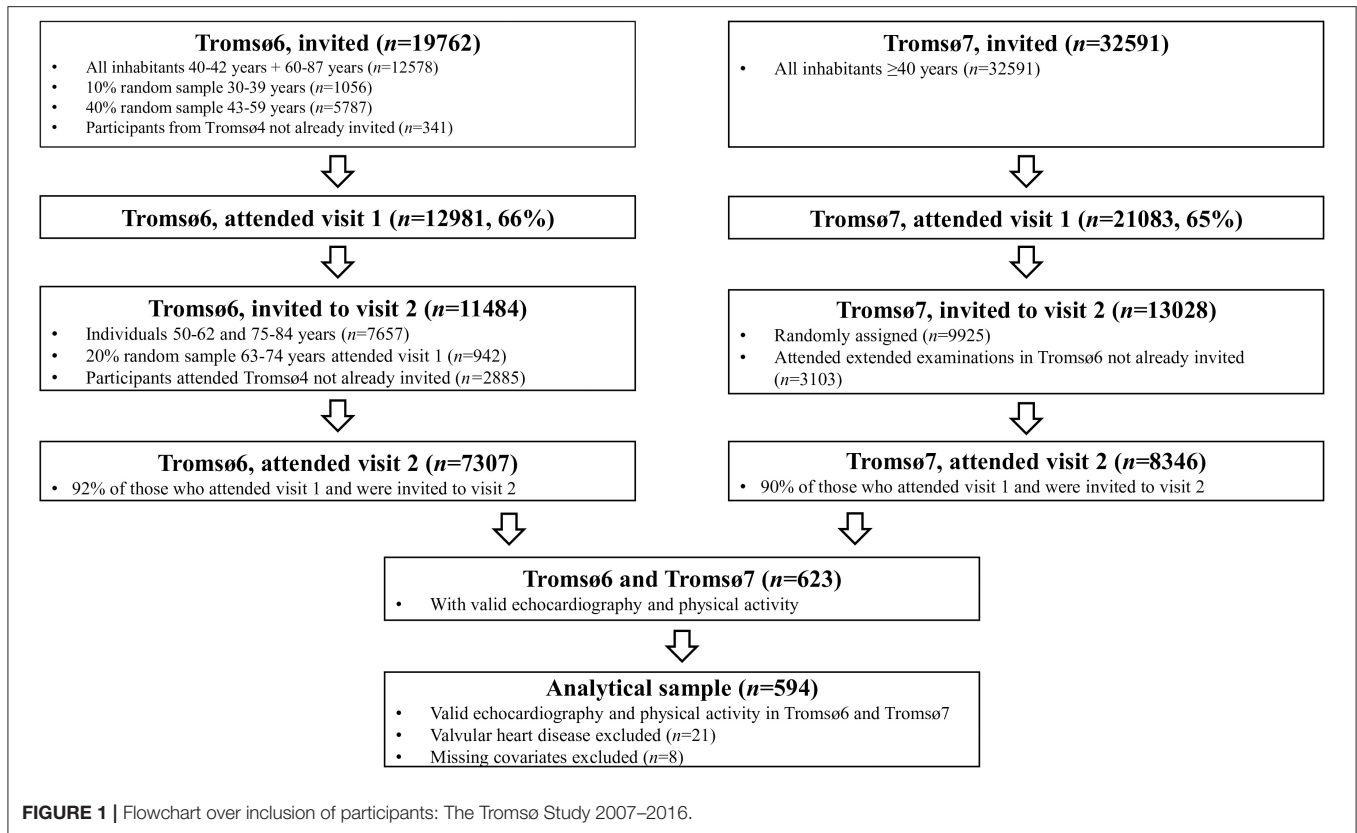 Tromsø6, invited (n=19762)
• All inhabitants 40-42 years + 60-87 years (n=12578)
• 10% random sample 30-39 years (n=1056)
• 40% random sample 43-59 years (n=5787)
• Participants from Tromsø4 not already invited (n=341)
Tromsø7, invited (n=32591)
• All inhabitants ≥40 years (n=32591)
Tromsø6, attended visit 1 (n=12981, 66%)
Tromsø7, attended visit 1 (n=21083, 65%)
Tromsø6, invited to visit 2 (n=11484)
• Individuals 50-62 and 75-84 years (n=7657)
• 20% random sample 63-74 years attended visit 1 (n=942)
• Participants attended Tromsø4 not already invited (n=2885)
Tromsø7, invited to visit 2 (n=13028)
• Randomly assigned (n=9925)
• Attended extended examinations in Tromsø6 not already invited
(n=3103)
Tromsø6, attended visit 2 (n=7307)
• 92% of those who attended visit 1 and were invited to visit 2
Tromsø7, attended visit 2 (n=8346)
• 90% of those who attended visit 1 and were invited to visit 2
Tromsø6 and Tromsø7 (n=623)
• With valid echocardiography and physical activity
Analytical sample (n=594)
• Valid echocardiography and physical activity in Tromsø6 and Tromsø7
• Valvular heart disease excluded (n=21)
• Missing covariates excluded (n=8)
FIGURE 1 | Flowchart over inclusion of participants: The Tromsø Study 2007–2016.